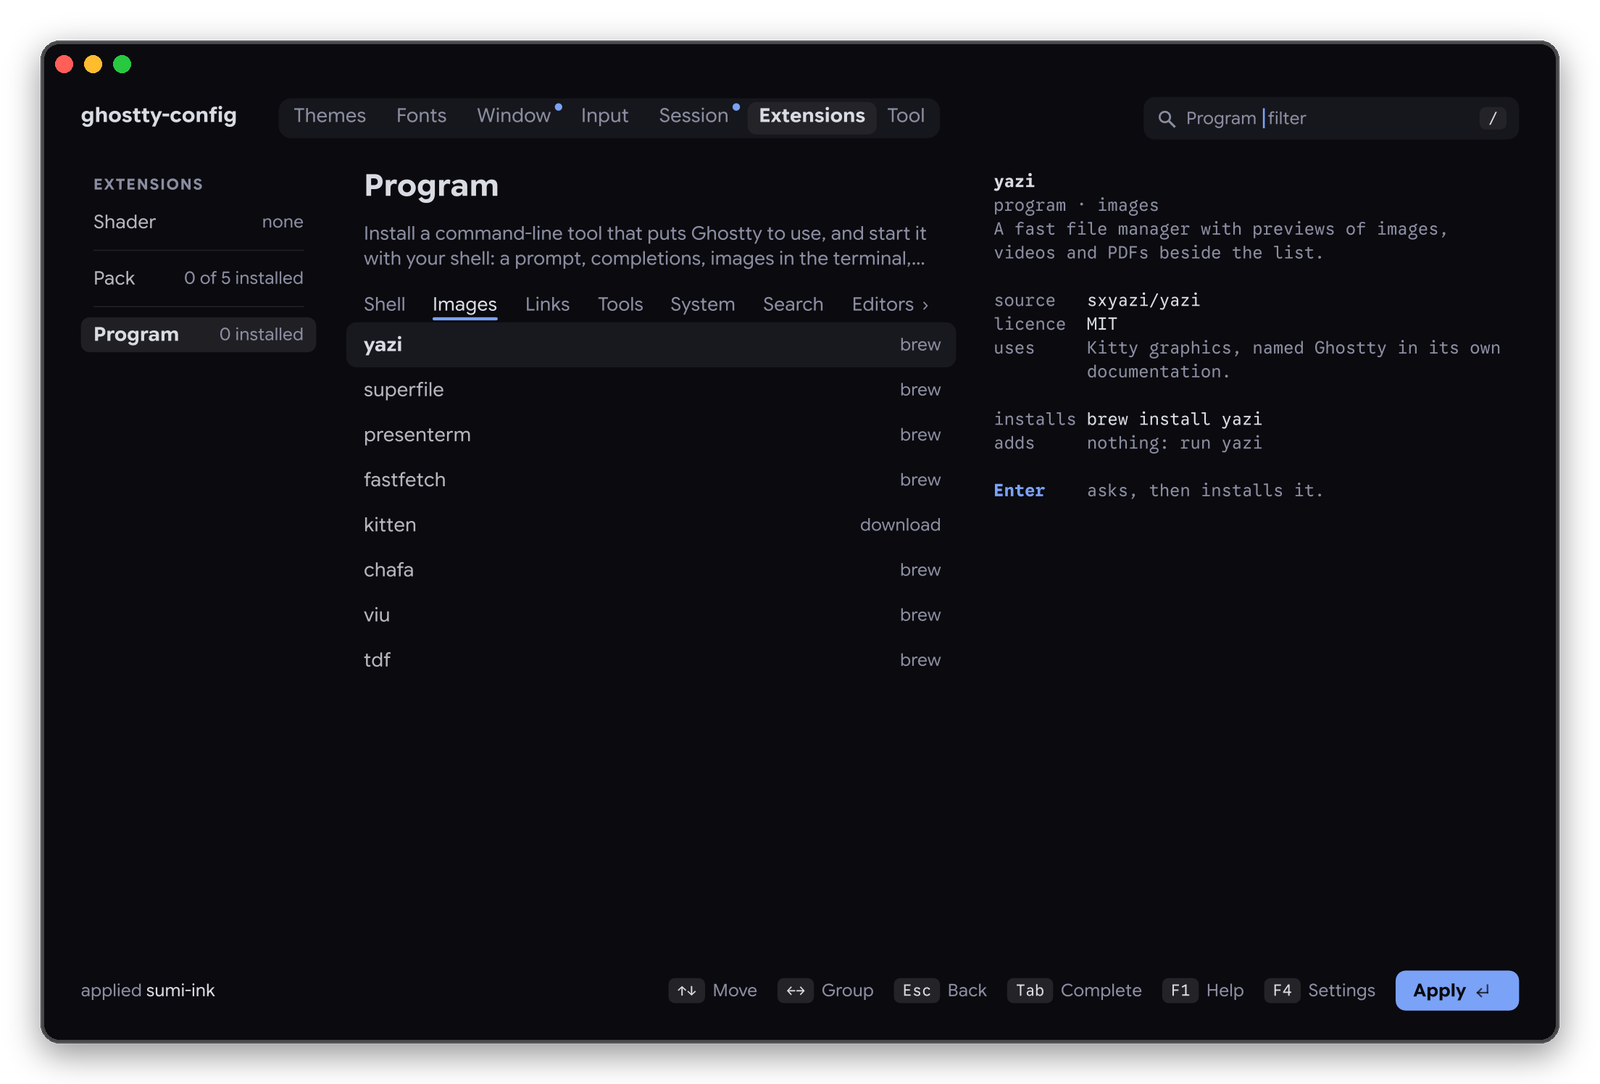 ghostty-config
Themes Fonts Window Input Session Extensions Tool
Program filter /
EXTENSIONS
Shader none
Pack 0 of 5 installed
Program 0 installed
Program
Install a command-line tool that puts Ghostty to use, and start it
with your shell: a prompt, completions, images in the terminal,...
Shell Images Links Tools System Search Editors ›
yazi brew
superfile brew
presenterm brew
fastfetch brew
kitten download
chafa brew
viu brew
tdf brew
yazi
program · images
A fast file manager with previews of images,
videos and PDFs beside the list.
source sxyazi/yazi
licence MIT
uses Kitty graphics, named Ghostty in its own
documentation.
installs brew install yazi
adds nothing: run yazi
Enter asks, then installs it.
applied sumi-ink
↑↓ Move ↔ Group Esc Back Tab Complete F1 Help F4 Settings Apply ↵